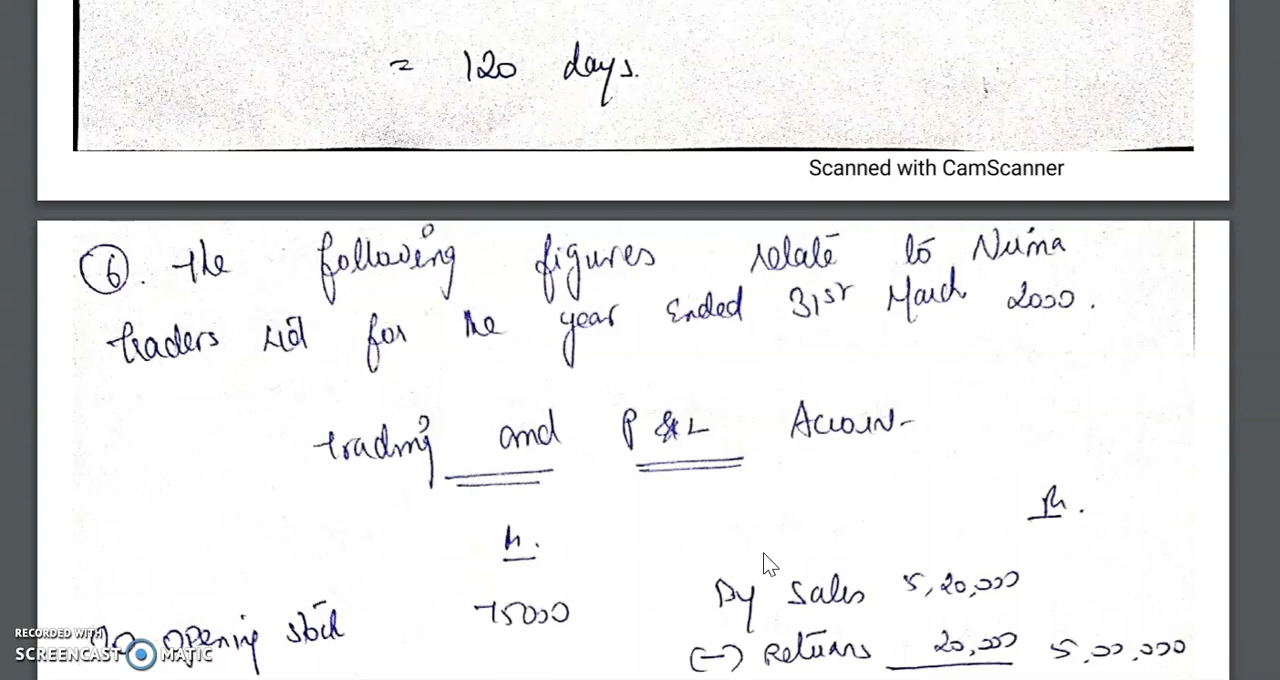 = 120 days.
Scanned with CamScanner
6. The following figures relate to Numa
traders Ltd for the year Ended 31st March 2000.
trading and P & L Account
Rs.
Rs.
To opening stock 75000 By Sales 5,20,000
(-) Returns 20,000 5,00,000
RECORDED WITH
SCREENCAST MATIC